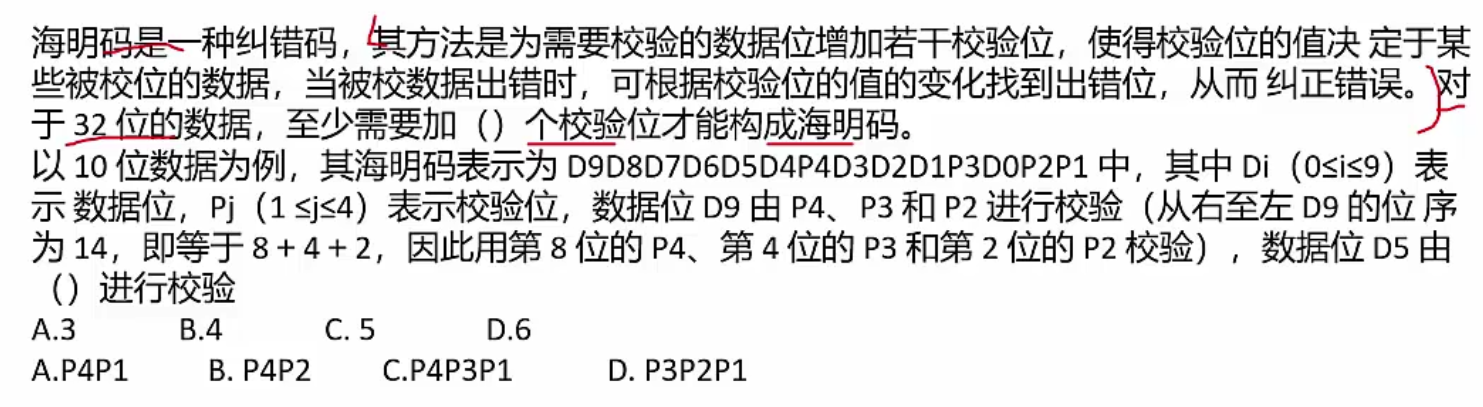 海明码是一种纠错码，其方法是为需要校验的数据位增加若干校验位，使得校验位的值决 定于某
些被校位的数据，当被校数据出错时，可根据校验位的值的变化找到出错位，从而 纠正错误。对
于 32 位的数据，至少需要加（）个校验位才能构成海明码。
以 10 位数据为例，其海明码表示为 D9D8D7D6D5D4P4D3D2D1P3D0P2P1 中，其中 Di（0≤i≤9）表
示 数据位，Pj（1 ≤j≤4）表示校验位，数据位 D9 由 P4、P3 和 P2 进行校验（从右至左 D9 的位 序
为 14，即等于 8 + 4 + 2，因此用第 8 位的 P4、第 4 位的 P3 和第 2 位的 P2 校验），数据位 D5 由
（）进行校验
A.3 B.4 C. 5 D.6
A.P4P1 B. P4P2 C.P4P3P1 D. P3P2P1